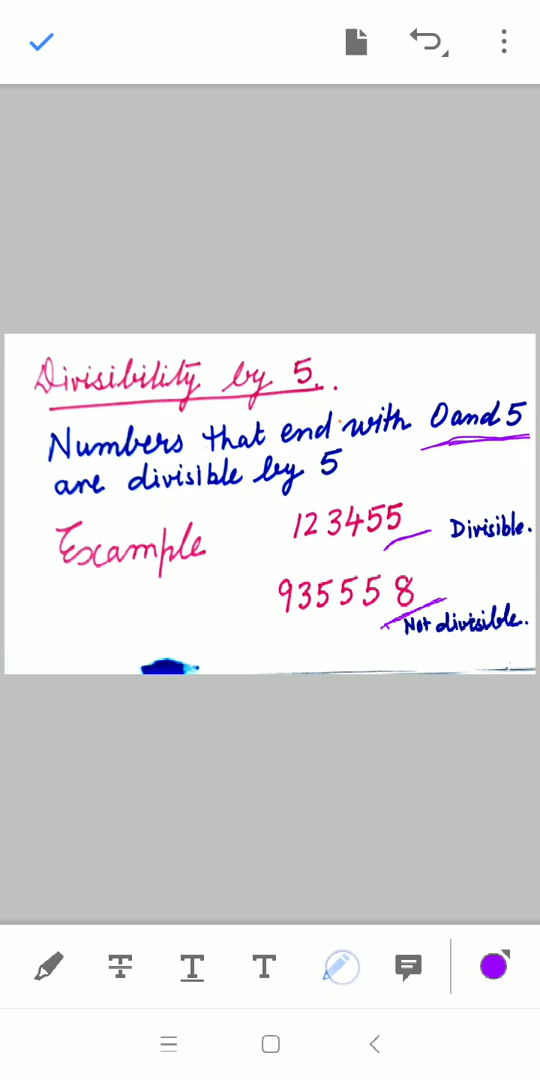 Divisibility by 5.
Numbers that end with 0 and 5
are divisible by 5
Example 123455 Divisible.
935558
Not divisible.